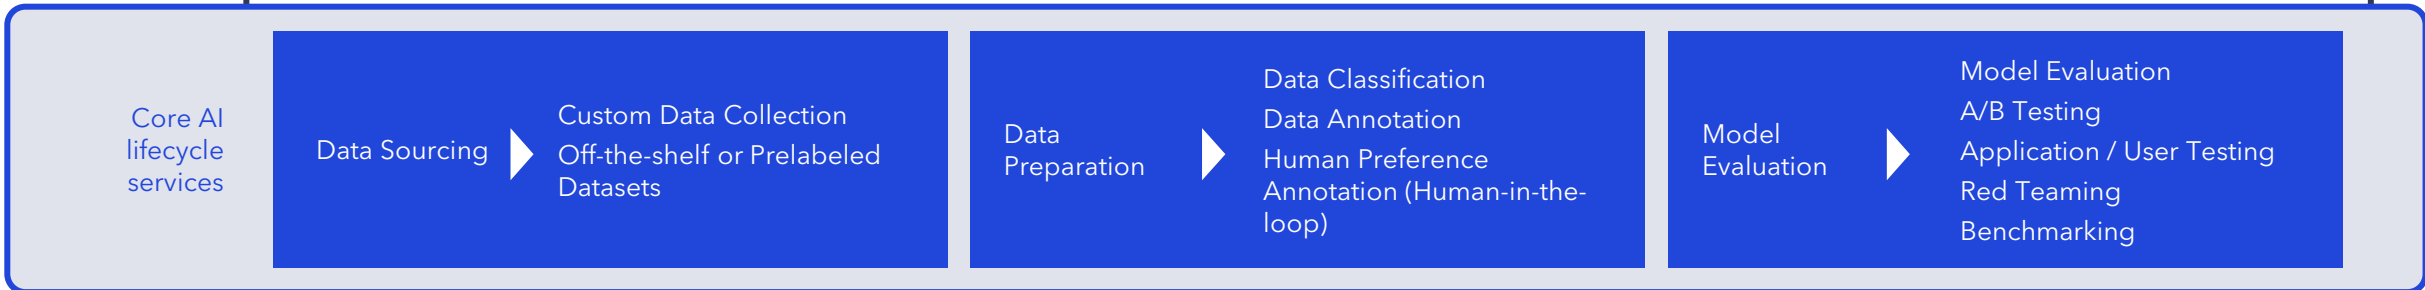 Core AI
lifecycle
services
Data Sourcing
Custom Data Collection
Off-the-shelf or Prelabeled
Datasets
Data
Preparation
Data Classification
Data Annotation
Human Preference
Annotation (Human-in-the-
loop)
Model
Evaluation
Model Evaluation
A/B Testing
Application / User Testing
Red Teaming
Benchmarking